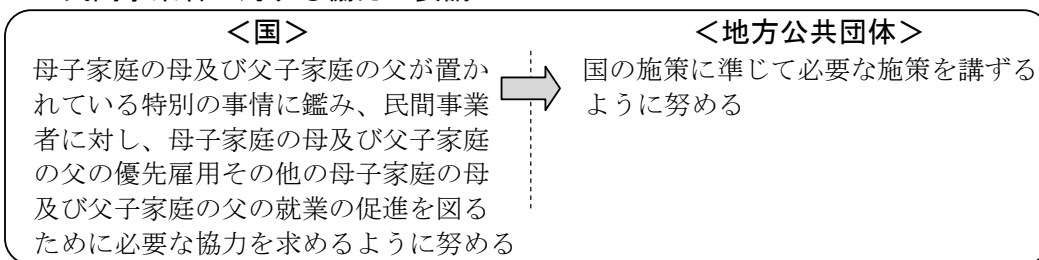 ＜国＞
母子家庭の母及び父子家庭の父が置か
れている特別の事情に鑑み、民間事業
者に対し、母子家庭の母及び父子家庭
の父の優先雇用その他の母子家庭の母
及び父子家庭の父の就業の促進を図る
ために必要な協力を求めるように努める
＜地方公共団体＞
国の施策に準じて必要な施策を講ずる
ように努める